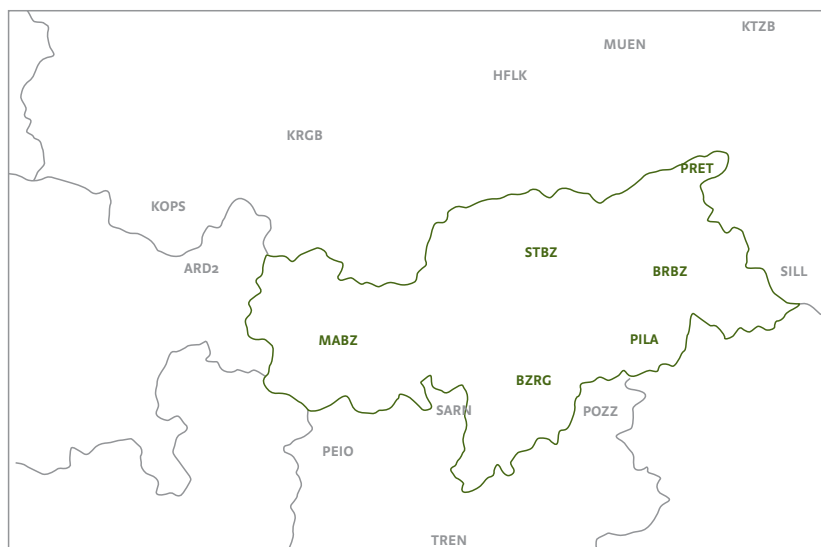 KTZB
MUEN
HFLK
KRGB
PRET
KOPS
STBZ
ARD2
BRBZ
SILL
MABZ
PILA
BZRG
SARN
POZZ
PEIO
TREN